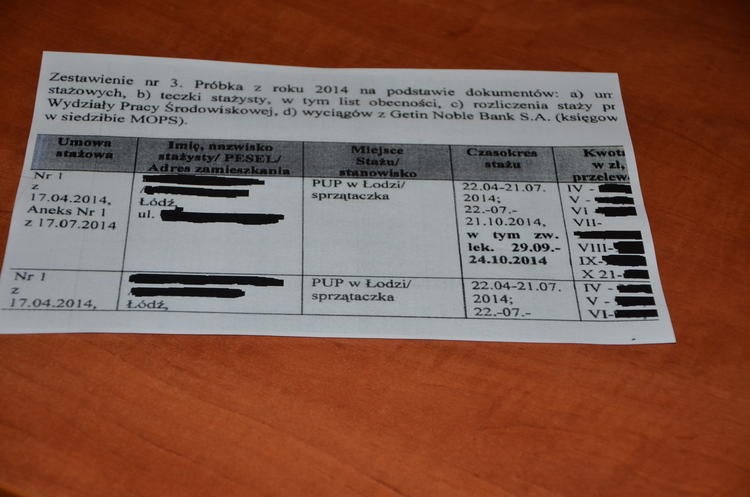 Zestawienie nr 3. Próbka z roku 2014 na podstawie dokumentów: a) um
stażowych, b) teczki stażysty, w tym list obecności, c) rozliczenia staży pr
Wydziały Pracy Środowiskowej, d) wyciągów z Getin Noble Bank S.A. (księgow
w siedzibie MOPS).
Umowa stażowa
Imię, nazwisko stażysty/ PESEL/ Adres zamieszkania
Miejsce Stażu/ stanowisko
Czasokres stażu
Kwot w zł, przelew
Nr 1
z
17.04.2014,
Aneks Nr 1
z 17.07.2014
Łódź,
ul.
PUP w Łodzi/
sprzątaczka
22.04-21.07.
2014;
22.-07.-
21.10.2014,
w tym zw.
lek. 29.09.-
24.10.2014
IV -
V -
VI
VII-
VIII-
IX-
X 21-
Nr 1
z
17.04.2014,
Łódź,
PUP w Łodzi/
sprzątaczka
22.04-21.07.
2014;
22.-07.-
IV -
V -
VI-